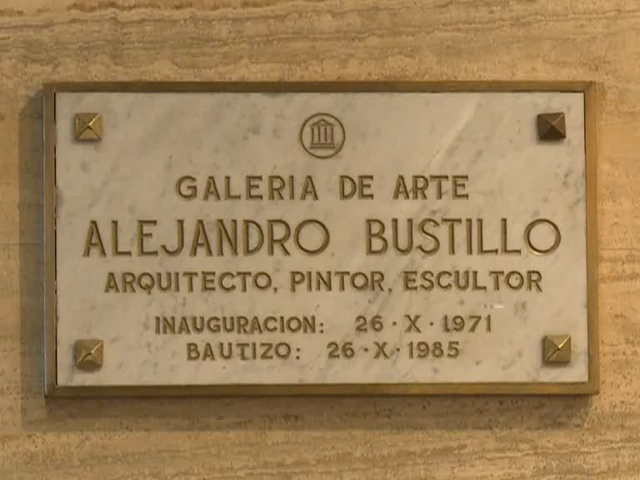 GALERIA DE ARTE
ALEJANDRO BUSTILLO
ARQUITECTO, PINTOR, ESCULTOR
INAUGURACION: 26·X·1971
BAUTIZO: 26·X·1985